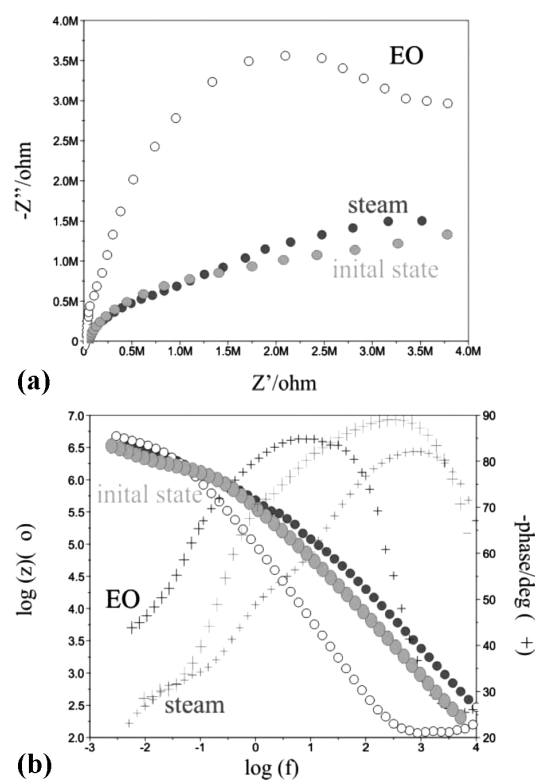 4.0M
EO
3.5M
3.0M
2.5M
2.0M
1.5M
1.0M
0.5M
0.0
-Z’’/ohm
steam
inital state
0.5M 1.0M 1.5M 2.0M 2.5M 3.0M 3.5M 4.0M
(a)
Z’/ohm
7.0 90
6.5
6.0 80
5.5 70
5.0 60
4.5
4.0 50
3.5 40
3.0
2.5 30
2.0 20
inital state
EO
steam
log (z)( o)
-phase/deg ( +)
-3 -2 -1 0 1 2 3 4
(b)
log (f)